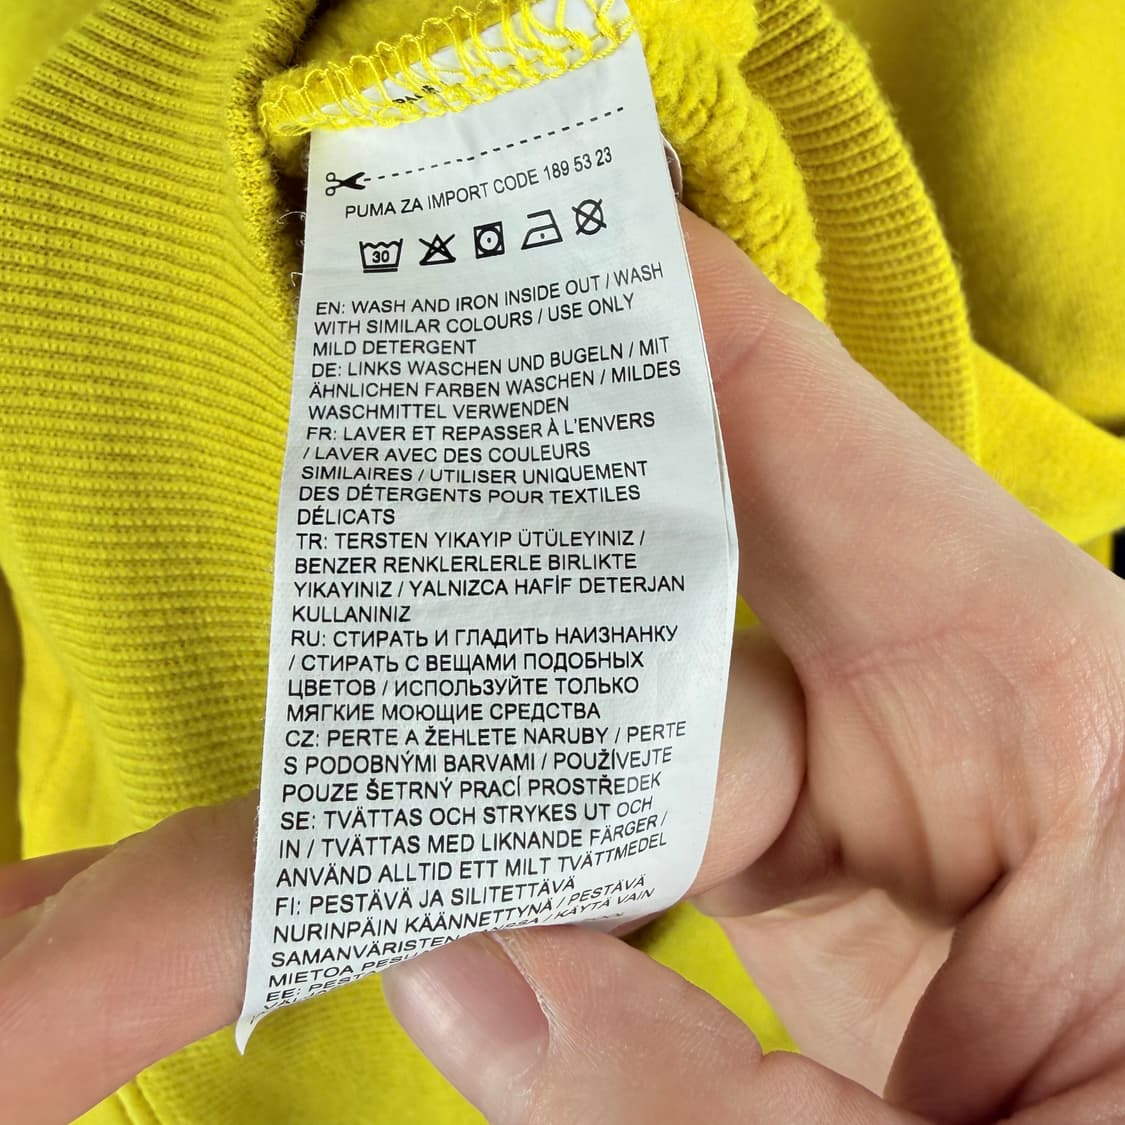 PUMA ZA IMPORT CODE 189 53 23
30
EN: WASH AND IRON INSIDE OUT / WASH
WITH SIMILAR COLOURS / USE ONLY
MILD DETERGENT
DE: LINKS WASCHEN UND BUGELN / MIT
ÄHNLICHEN FARBEN WASCHEN / MILDES
WASCHMITTEL VERWENDEN
FR: LAVER ET REPASSER À L'ENVERS
/ LAVER AVEC DES COULEURS
SIMILAIRES / UTILISER UNIQUEMENT
DES DÉTERGENTS POUR TEXTILES
DÉLICATS
TR: TERSTEN YIKAYIP ÜTÜLEYINIZ /
BENZER RENKLERLERLE BIRLIKTE
YIKAYINIZ / YALNIZCA HAFİF DETERJAN
KULLANINIZ
RU: СТИРАТЬ И ГЛАДИТЬ НАИЗНАНКУ
/ СТИРАТЬ С ВЕЩАМИ ПОДОБНЫХ
ЦВЕТОВ / ИСПОЛЬЗУЙТЕ ТОЛЬКО
МЯГКИЕ МОЮЩИЕ СРЕДСТВА
CZ: PERTE A ŽEHLETE NARUBY / PERTE
S PODOBNÝMI BARVAMI / POUŽÍVEJTE
POUZE ŠETRNÝ PRACÍ PROSTŘEDEK
SE: TVÄTTAS OCH STRYKES UT OCH
IN / TVÄTTAS MED LIKNANDE FÄRGER /
ANVÄND ALLTID ETT MILT TVÄTTMEDEL
FI: PESTÄVÄ JA SILITETTÄVÄ
NURINPÄIN KÄÄNNETTYNÄ / PESTÄVÄ
SAMANVÄRISTEN / KÄYTÄ VAIN
MIETOA
EE: